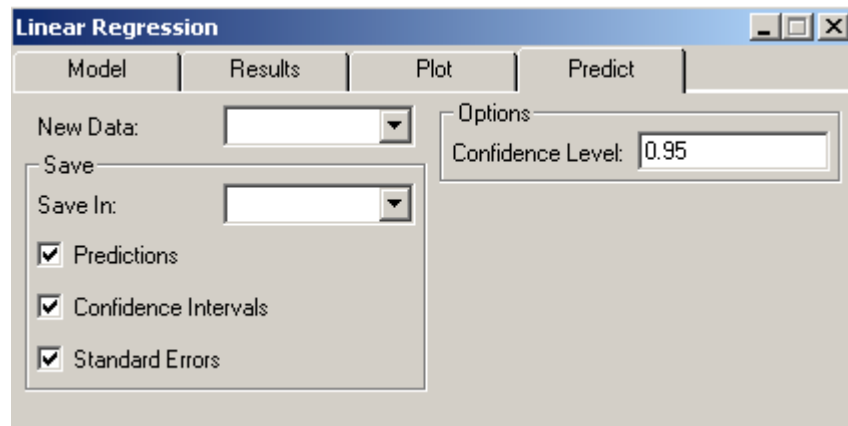 Linear Regression
Model Results Plot Predict
New Data:
Save
Save In:
Predictions
Confidence Intervals
Standard Errors
Options
Confidence Level: 0.95